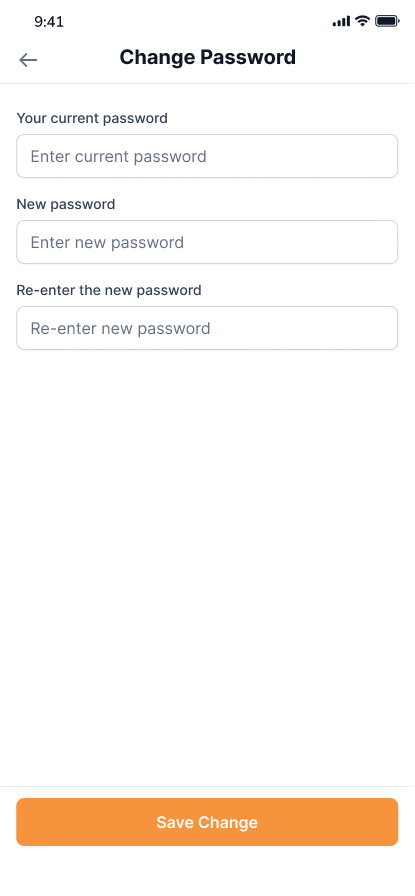 9:41
Change Password
Your current password
Enter current password
New password
Enter new password
Re-enter the new password
Re-enter new password
Save Change